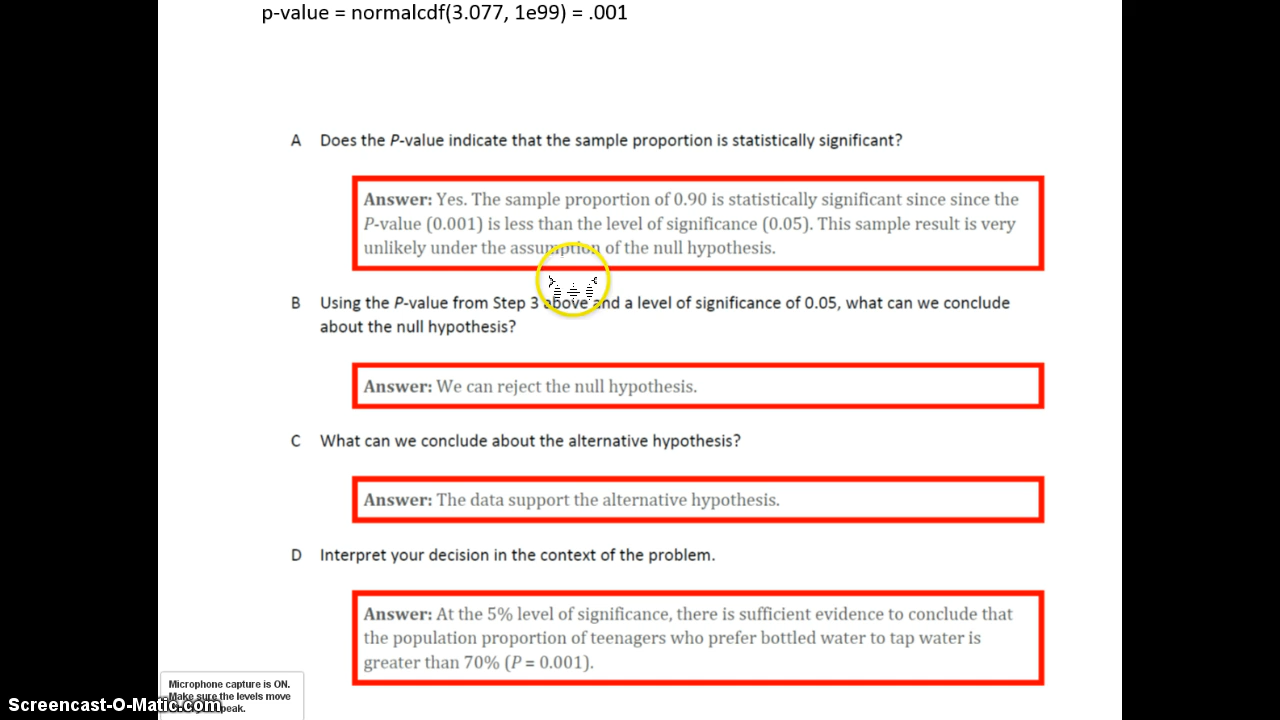 p-value = normalcdf(3.077, 1e99) = .001
A Does the P-value indicate that the sample proportion is statistically significant?
Answer: Yes. The sample proportion of 0.90 is statistically significant since since the
P-value (0.001) is less than the level of significance (0.05). This sample result is very
unlikely under the assumption of the null hypothesis.
B Using the P-value from Step 3 above and a level of significance of 0.05, what can we conclude
about the null hypothesis?
Answer: We can reject the null hypothesis.
C What can we conclude about the alternative hypothesis?
Answer: The data support the alternative hypothesis.
D Interpret your decision in the context of the problem.
Answer: At the 5% level of significance, there is sufficient evidence to conclude that
the population proportion of teenagers who prefer bottled water to tap water is
greater than 70% (P = 0.001).
Microphone capture is ON.
Make sure the levels move
peak.
Screencast-O-Matic.com